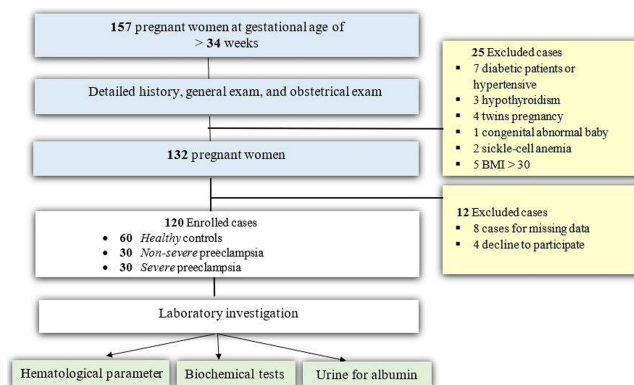 157 pregnant women at gestational age of
> 34 weeks
25 Excluded cases
▪ 7 diabetic patients or
hypertensive
▪ 3 hypothyroidism
▪ 4 twins pregnancy
▪ 1 congenital abnormal baby
▪ 2 sickle-cell anemia
▪ 5 BMI > 30
Detailed history, general exam, and obstetrical exam
132 pregnant women
12 Excluded cases
▪ 8 cases for missing data
▪ 4 decline to participate
120 Enrolled cases
• 60 Healthy controls
• 30 Non-severe preeclampsia
• 30 Severe preeclampsia
Laboratory investigation
Hematological parameter
Biochemical tests
Urine for albumin